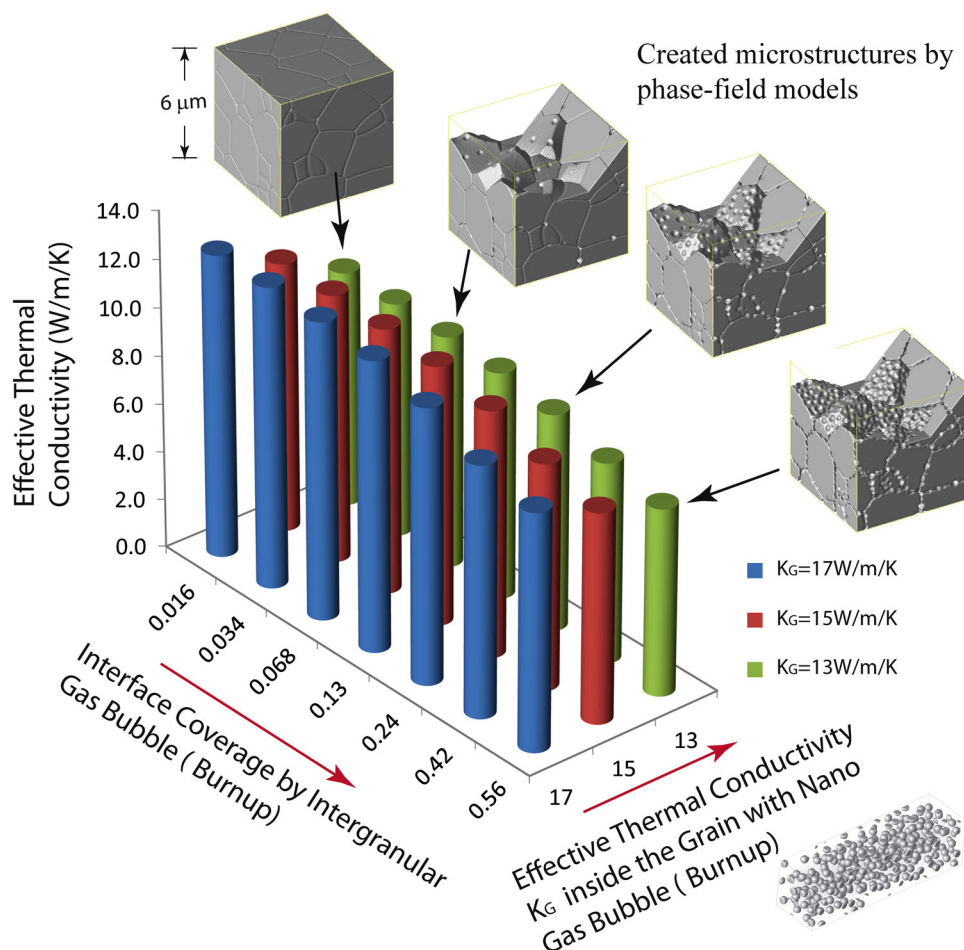 Created microstructures by
phase-field models
6 μm
Effective Thermal
Conductivity (W/m/K)
14.0
12.0
10.0
8.0
6.0
4.0
2.0
0.0
0.016
0.034
0.068
0.13
0.24
0.42
0.56
17
15
13
KG=17W/m/K
KG=15W/m/K
KG=13W/m/K
Interface Coverage by Intergranular
Gas Bubble ( Burnup)
Effective Thermal Conductivity
KG inside the Grain with Nano
Gas Bubble ( Burnup)